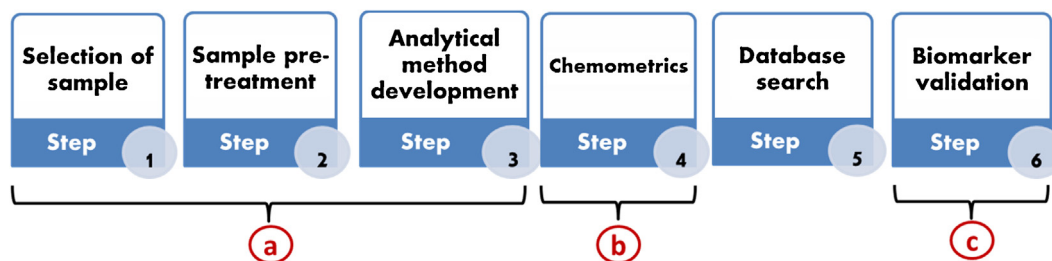 Selection of
sample
Step 1
Sample pre-
treatment
Step 2
Analytical
method
development
Step 3
Chemometrics
Step 4
Database
search
Step 5
Biomarker
validation
Step 6
a
b
c